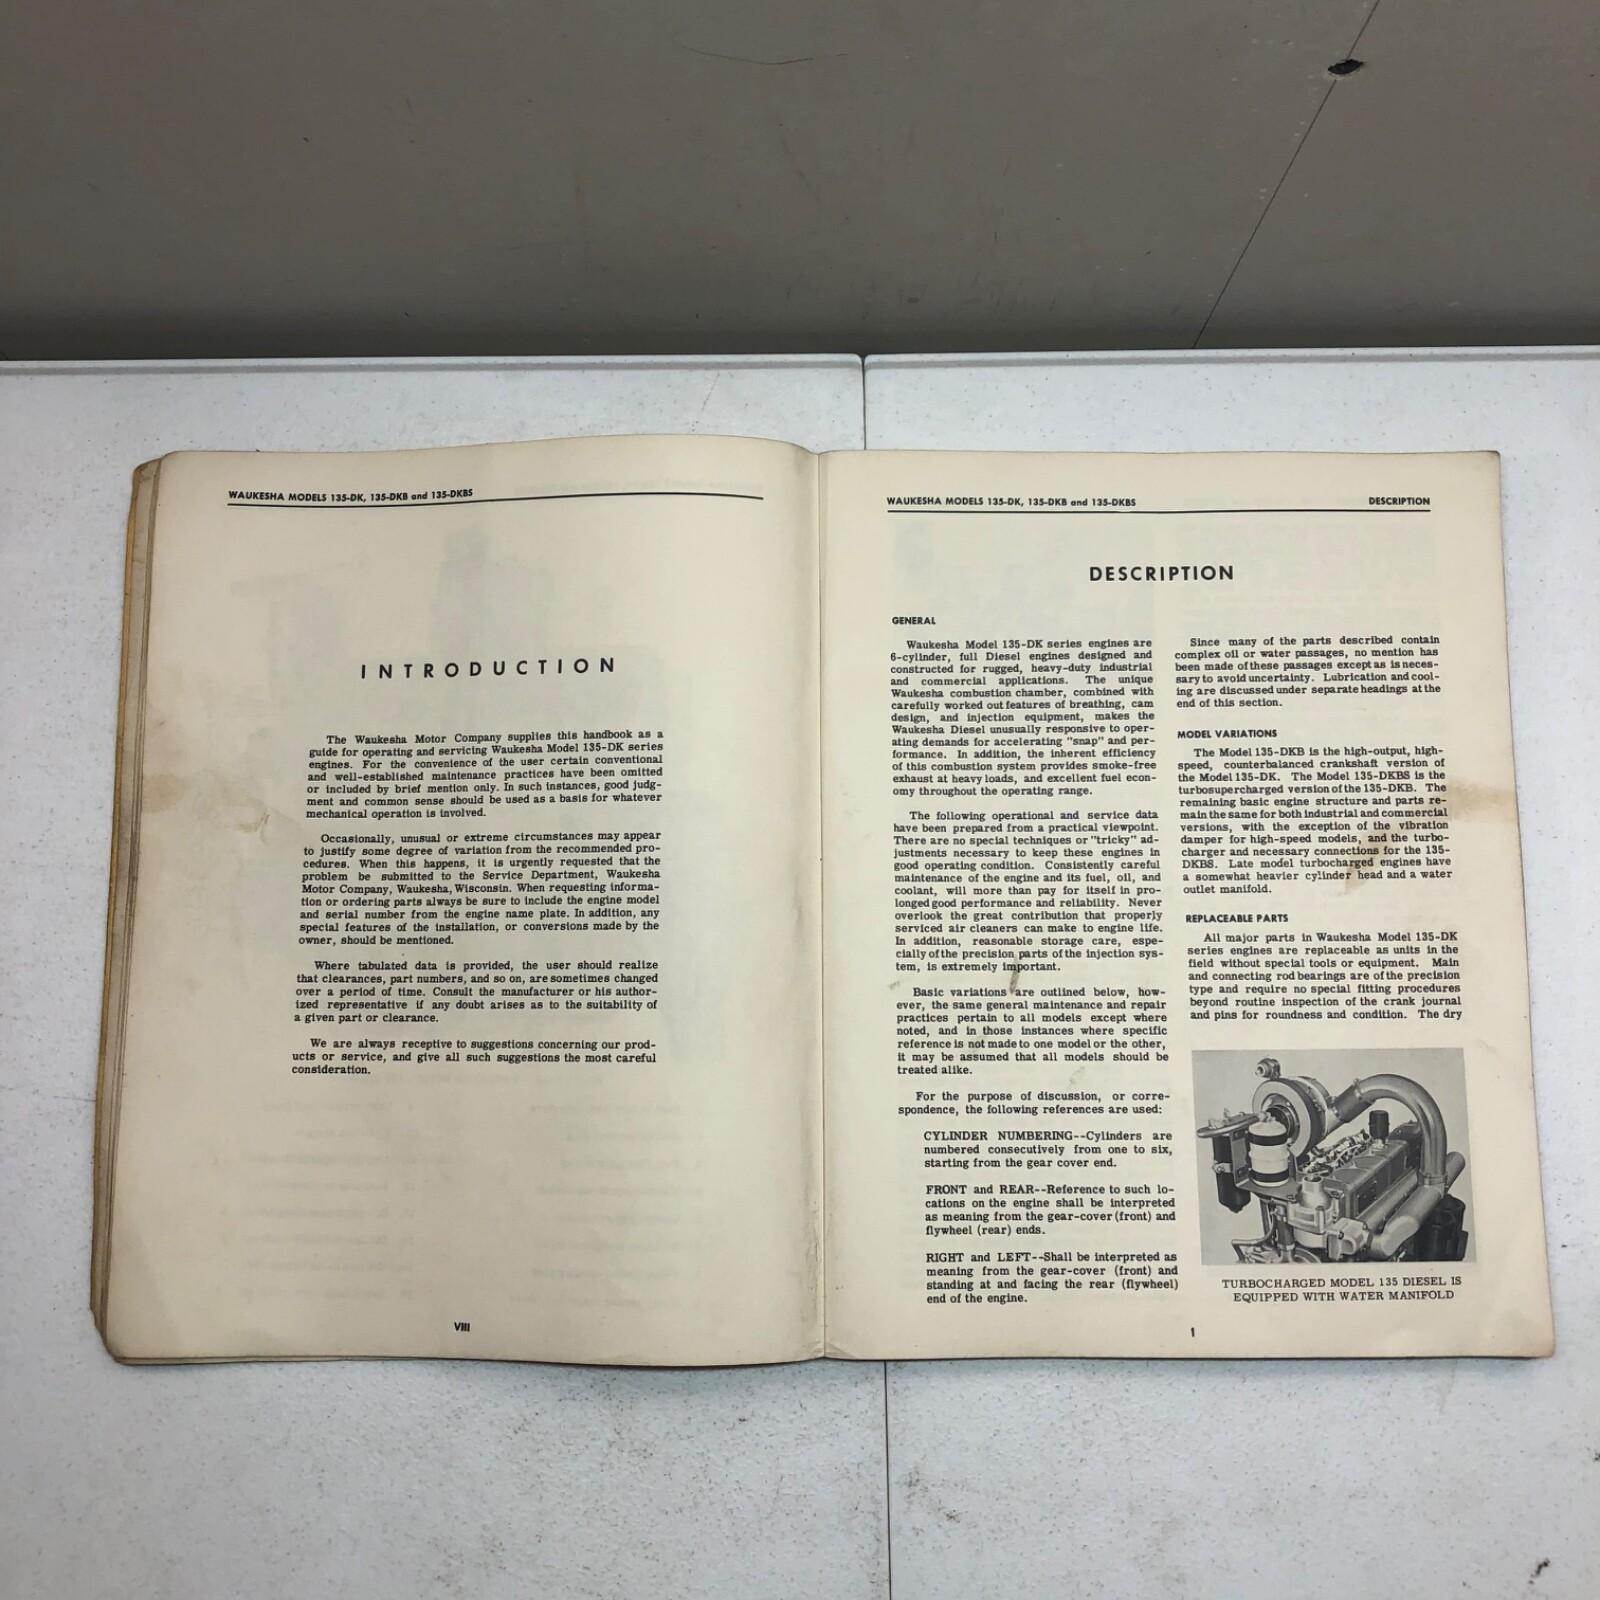 WAUKESHA MODELS 135-DK, 135-DKB and 135-DKBS
INTRODUCTION
The Waukesha Motor Company supplies this handbook as a
guide for operating and servicing Waukesha Model 135-DK series
engines. For the convenience of the user certain conventional
and well-established maintenance practices have been omitted
or included by brief mention only. In such instances, good judg-
ment and common sense should be used as a basis for whatever
mechanical operation is involved.
Occasionally, unusual or extreme circumstances may appear
to justify some degree of variation from the recommended pro-
cedures. When this happens, it is urgently requested that the
problem be submitted to the Service Department, Waukesha
Motor Company, Waukesha, Wisconsin. When requesting informa-
tion or ordering parts always be sure to include the engine model
and serial number from the engine name plate. In addition, any
special features of the installation, or conversions made by the
owner, should be mentioned.
Where tabulated data is provided, the user should realize
that clearances, part numbers, and so on, are sometimes changed
over a period of time. Consult the manufacturer or his author-
ized representative if any doubt arises as to the suitability of
a given part or clearance.
We are always receptive to suggestions concerning our prod-
ucts or service, and give all such suggestions the most careful
consideration.
VIII
WAUKESHA MODELS 135-DK, 135-DKB and 135-DKBS DESCRIPTION
DESCRIPTION
GENERAL
Waukesha Model 135-DK series engines are
6-cylinder, full Diesel engines designed and
constructed for rugged, heavy-duty industrial
and commercial applications. The unique
Waukesha combustion chamber, combined with
carefully worked out features of breathing, cam
design, and injection equipment, makes the
Waukesha Diesel unusually responsive to oper-
ating demands for accelerating "snap" and per-
formance. In addition, the inherent efficiency
of this combustion system provides smoke-free
exhaust at heavy loads, and excellent fuel econ-
omy throughout the operating range.
The following operational and service data
have been prepared from a practical viewpoint.
There are no special techniques or "tricky" ad-
justments necessary to keep these engines in
good operating condition. Consistently careful
maintenance of the engine and its fuel, oil, and
coolant, will more than pay for itself in pro-
longed good performance and reliability. Never
overlook the great contribution that properly
serviced air cleaners can make to engine life.
In addition, reasonable storage care, espe-
cially of the precision parts of the injection sys-
tem, is extremely important.
Basic variations are outlined below, how-
ever, the same general maintenance and repair
practices pertain to all models except where
noted, and in those instances where specific
reference is not made to one model or the other,
it may be assumed that all models should be
treated alike.
For the purpose of discussion, or corre-
spondence, the following references are used:
CYLINDER NUMBERING--Cylinders are
numbered consecutively from one to six,
starting from the gear cover end.
FRONT and REAR--Reference to such lo-
cations on the engine shall be interpreted
as meaning from the gear-cover (front) and
flywheel (rear) ends.
RIGHT and LEFT--Shall be interpreted as
meaning from the gear-cover (front) and
standing at and facing the rear (flywheel)
end of the engine.
Since many of the parts described contain
complex oil or water passages, no mention has
been made of these passages except as is neces-
sary to avoid uncertainty. Lubrication and cool-
ing are discussed under separate headings at the
end of this section.
MODEL VARIATIONS
The Model 135-DKB is the high-output, high-
speed, counterbalanced crankshaft version of
the Model 135-DK. The Model 135-DKBS is the
turbosupercharged version of the 135-DKB. The
remaining basic engine structure and parts re-
main the same for both industrial and commercial
versions, with the exception of the vibration
damper for high-speed models, and the turbo-
charger and necessary connections for the 135-
DKBS. Late model turbocharged engines have
a somewhat heavier cylinder head and a water
outlet manifold.
REPLACEABLE PARTS
All major parts in Waukesha Model 135-DK
series engines are replaceable as units in the
field without special tools or equipment. Main
and connecting rod bearings are of the precision
type and require no special fitting procedures
beyond routine inspection of the crank journal
and pins for roundness and condition. The dry
TURBOCHARGED MODEL 135 DIESEL IS
EQUIPPED WITH WATER MANIFOLD
1